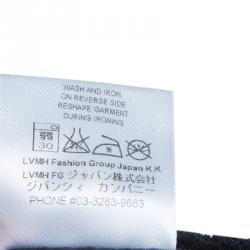 WASH AND IRON
ON REVERSE SIDE
RESHAPE GARMENT
DURING IRONING
30
LVMH Fashion Group Japan K.K
LVMH FG ジャパン株式会社
ジバンシィ カンパニー
PHONE #03-3263-9663